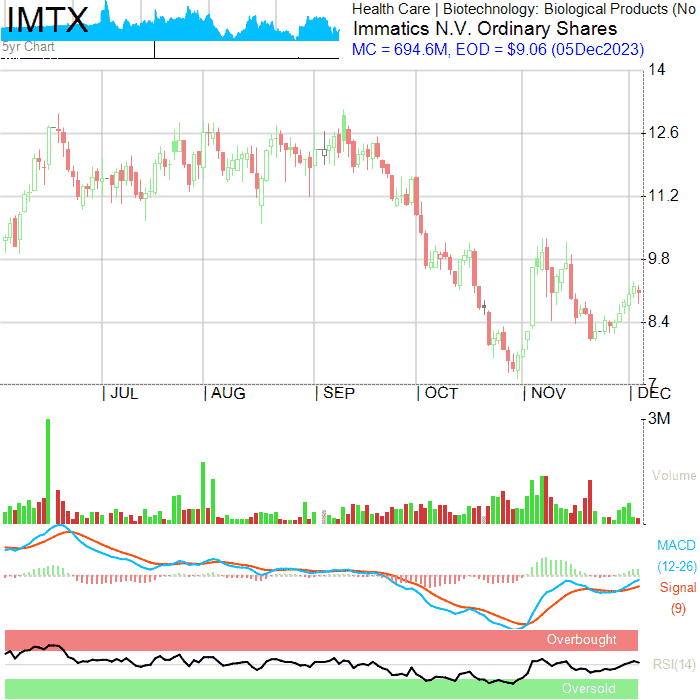 IMTX
5yr Chart
Health Care | Biotechnology: Biological Products (No
Immatics N.V. Ordinary Shares
MC = 694.6M, EOD = $9.06 (05Dec2023)
14
12.6
11.2
9.8
8.4
7
| JUL | AUG | SEP | OCT | NOV | DEC
3M
Volume
MACD
(12-26)
Signal
(9)
Overbought
RSI(14)
Oversold